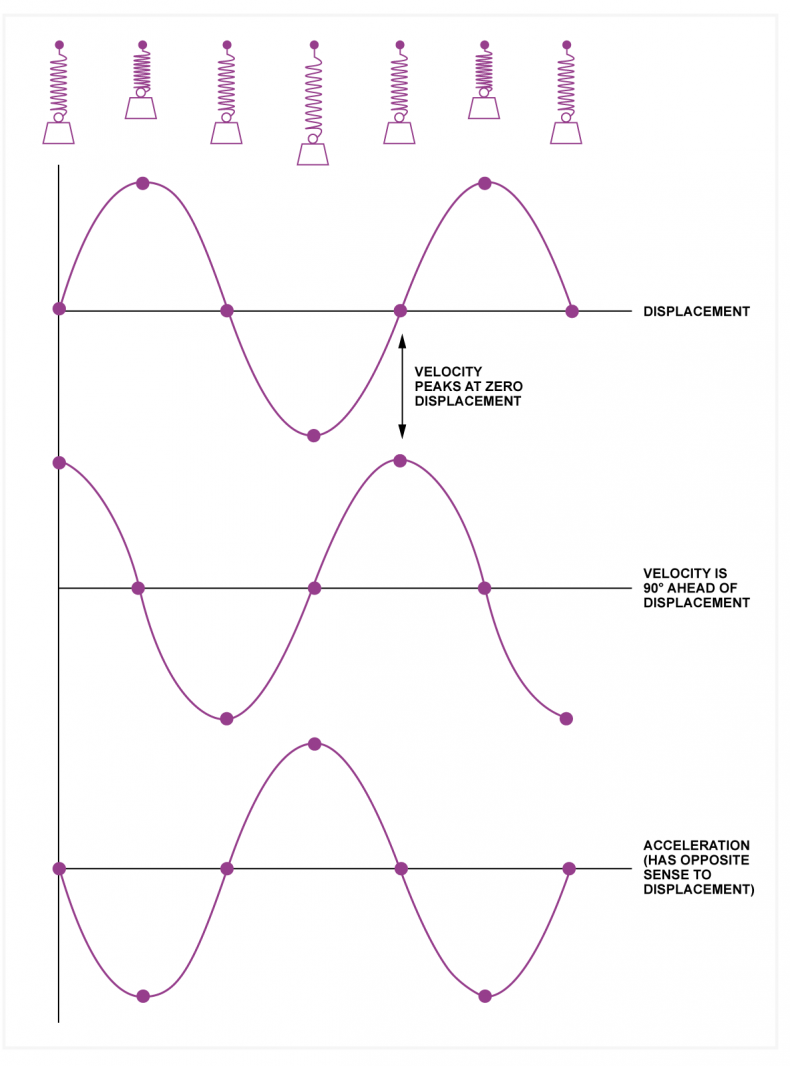 DISPLACEMENT
VELOCITY
PEAKS AT ZERO
DISPLACEMENT
VELOCITY IS
90° AHEAD OF
DISPLACEMENT
ACCELERATION
(HAS OPPOSITE
SENSE TO
DISPLACEMENT)